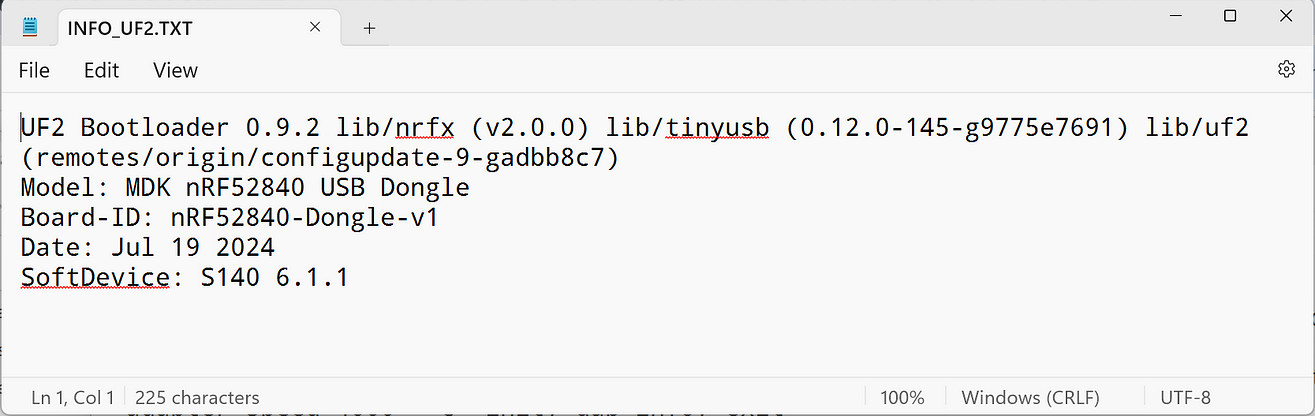 INFO_UF2.TXT
File Edit View
UF2 Bootloader 0.9.2 lib/nrfx (v2.0.0) lib/tinyusb (0.12.0-145-g9775e7691) lib/uf2
(remotes/origin/configupdate-9-gadbb8c7)
Model: MDK nRF52840 USB Dongle
Board-ID: nRF52840-Dongle-v1
Date: Jul 19 2024
SoftDevice: S140 6.1.1
Ln 1, Col 1 225 characters 100% Windows (CRLF) UTF-8